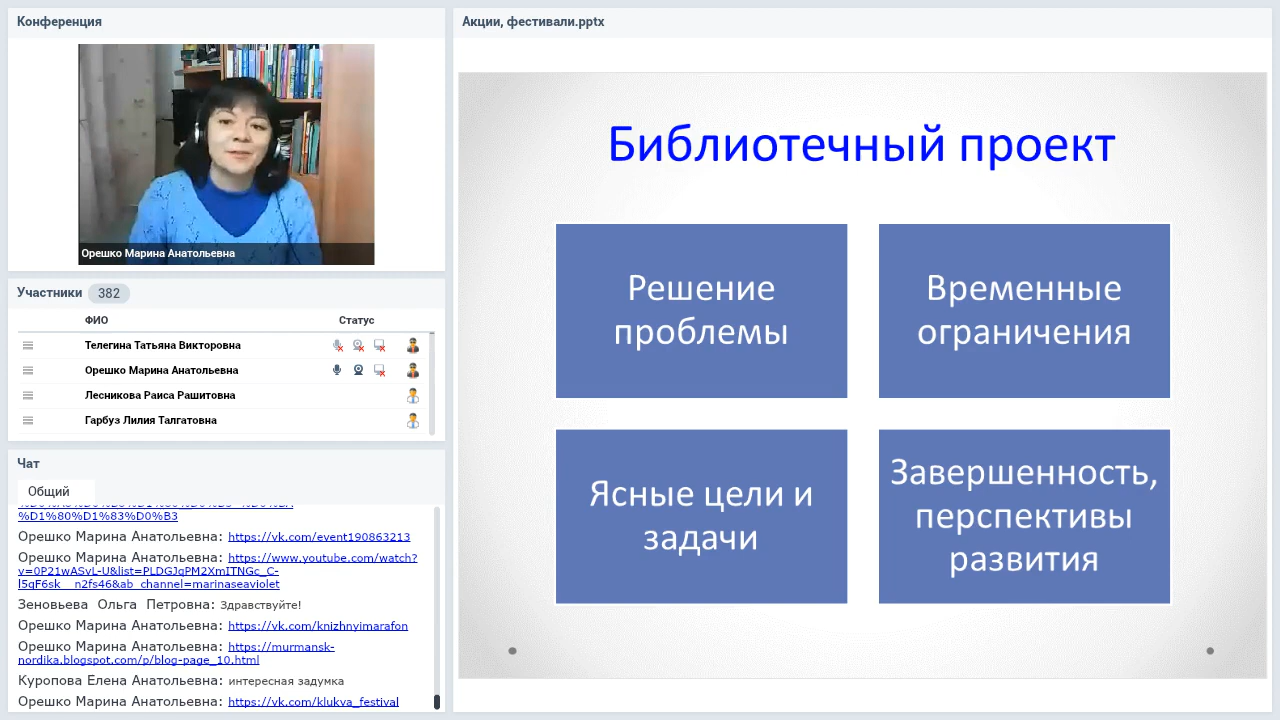 Конференция
Орешко Марина Анатольевна
Участники 382
ФИО Статус
Телегина Татьяна Викторовна
Орешко Марина Анатольевна
Лесникова Раиса Рашитовна
Гарбуз Лилия Талгатовна
Чат
Общий
%D1%80%D1%83%D0%B3
Орешко Марина Анатольевна: https://vk.com/event190863213
Орешко Марина Анатольевна: https://www.youtube.com/watch?
v=0P21wASvL-U&list=PLDGJqPM2XmITNGc_C-
l5qF6sk__n2fs46&ab_channel=marinaseaviolet
Зеновьева Ольга Петровна: Здравствуйте!
Орешко Марина Анатольевна: https://vk.com/knizhnyimarafon
Орешко Марина Анатольевна: https://murmansk-
nordika.blogspot.com/p/blog-page_10.html
Куропова Елена Анатольевна: интересная задумка
Орешко Марина Анатольевна: https://vk.com/klukva_festival
Акции, фестивали.pptx
Библиотечный проект
Решение
проблемы
Временные
ограничения
Ясные цели и
задачи
Завершенность,
перспективы
развития